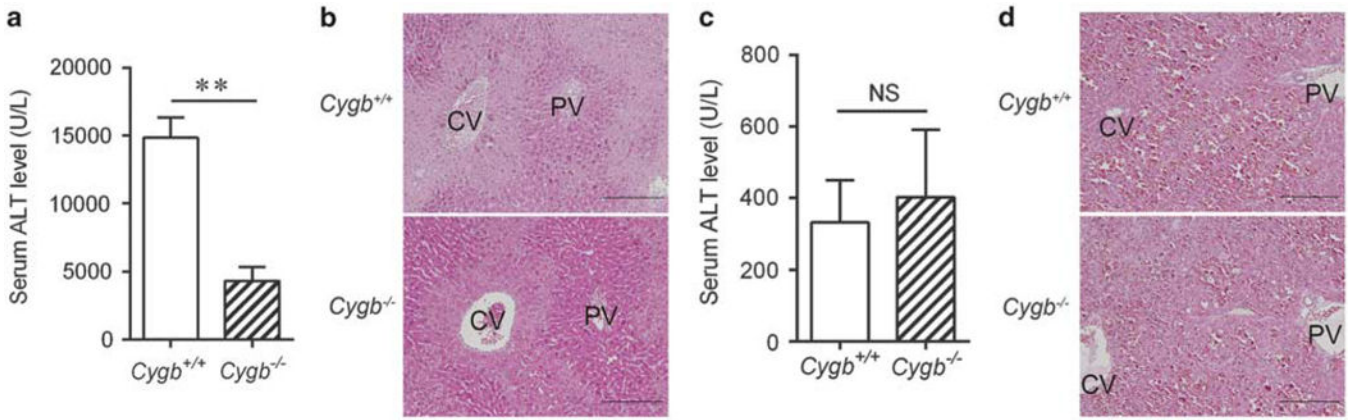 a
Serum ALT level (U/L)
20000
15000
10000
5000
0
**
Cygb+/+
Cygb-/-
b
Cygb+/+
CV
PV
Cygb-/-
CV
PV
c
Serum ALT level (U/L)
800
600
400
200
0
NS
Cygb+/+
Cygb-/-
d
Cygb+/+
CV
PV
Cygb-/-
CV
PV